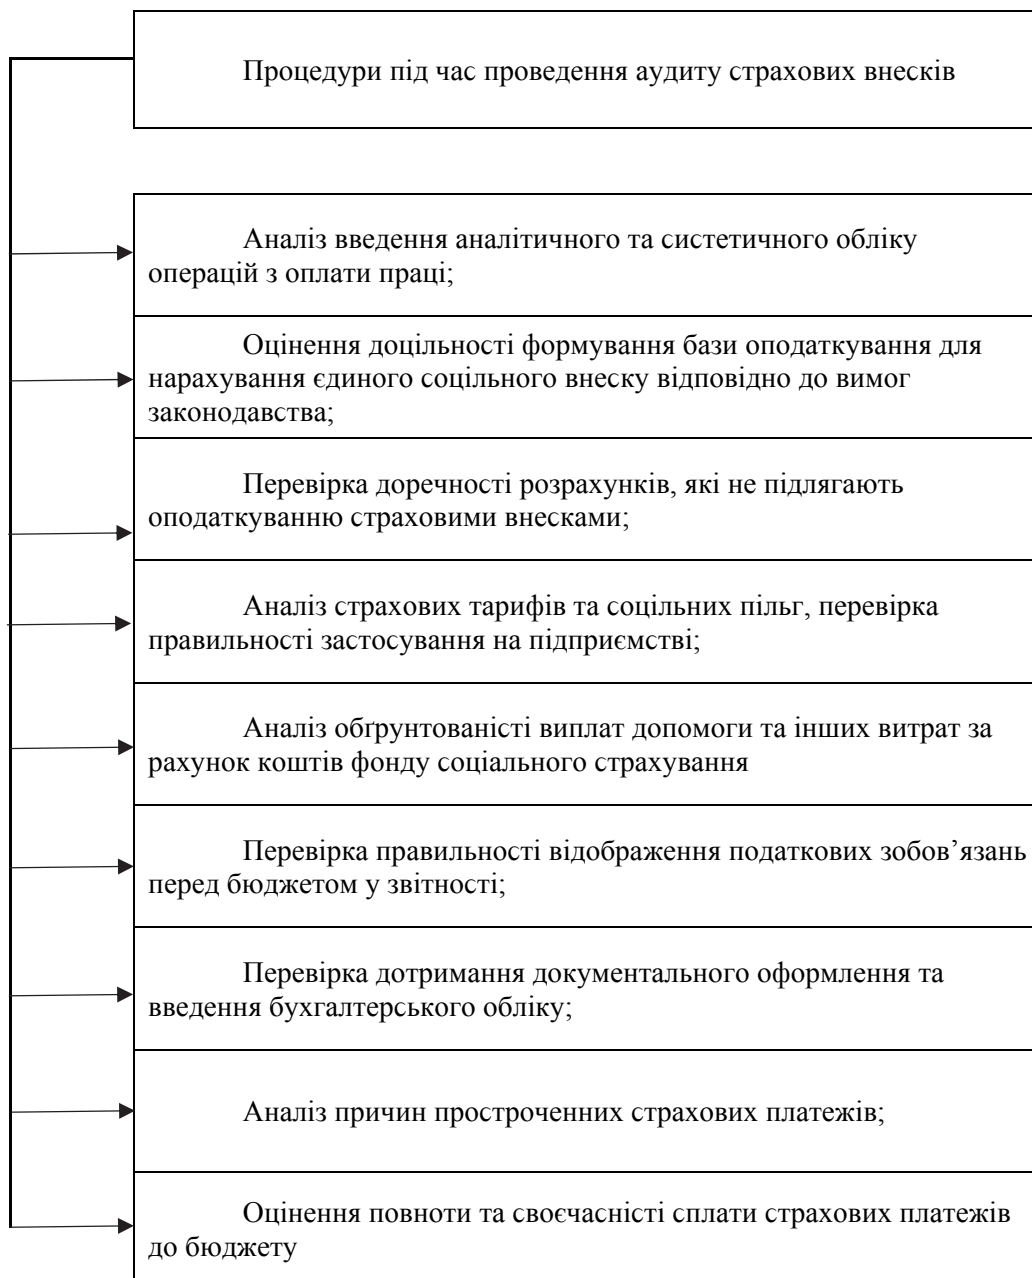 Процедури під час проведення аудиту страхових внесків
Аналіз введення аналітичного та систетичного обліку
операцій з оплати праці;
Оцінення доцільності формування бази оподаткування для
нарахування єдиного соцільного внеску відповідно до вимог
законодавства;
Перевірка доречності розрахунків, які не підлягають
оподаткуванню страховими внесками;
Аналіз страхових тарифів та соцільних пільг, перевірка
правильності застосування на підприємстві;
Аналіз обґрунтованісті виплат допомоги та інших витрат за
рахунок коштів фонду соціального страхування
Перевірка правильності відображення податкових зобов’язань
перед бюджетом у звітності;
Перевірка дотримання документального оформлення та
введення бухгалтерського обліку;
Аналіз причин простроченних страхових платежів;
Оцінення повноти та своєчасністі сплати страхових платежів
до бюджету